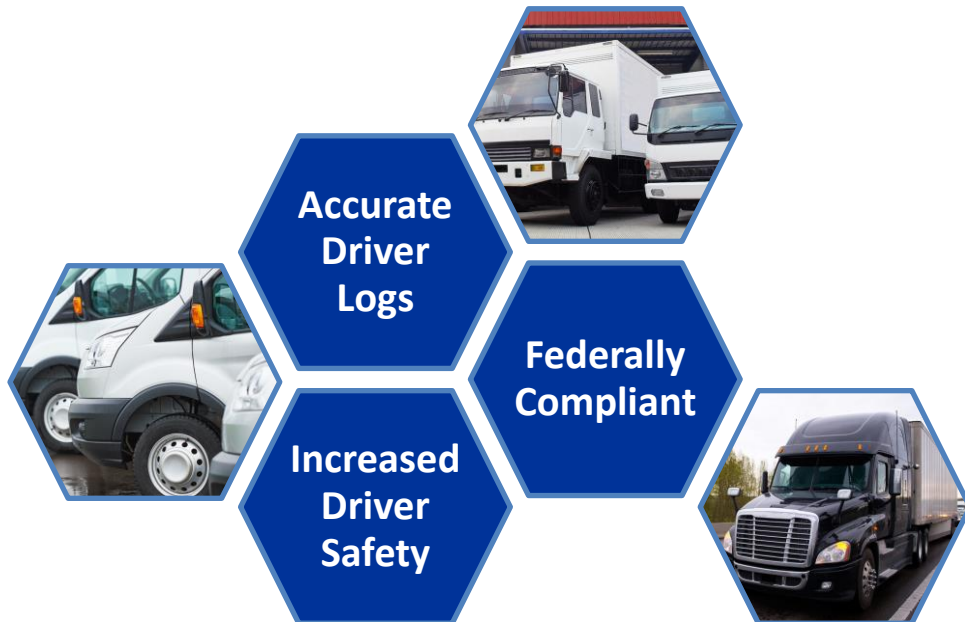 Accurate
Driver
Logs
Federally
Compliant
Increased
Driver
Safety